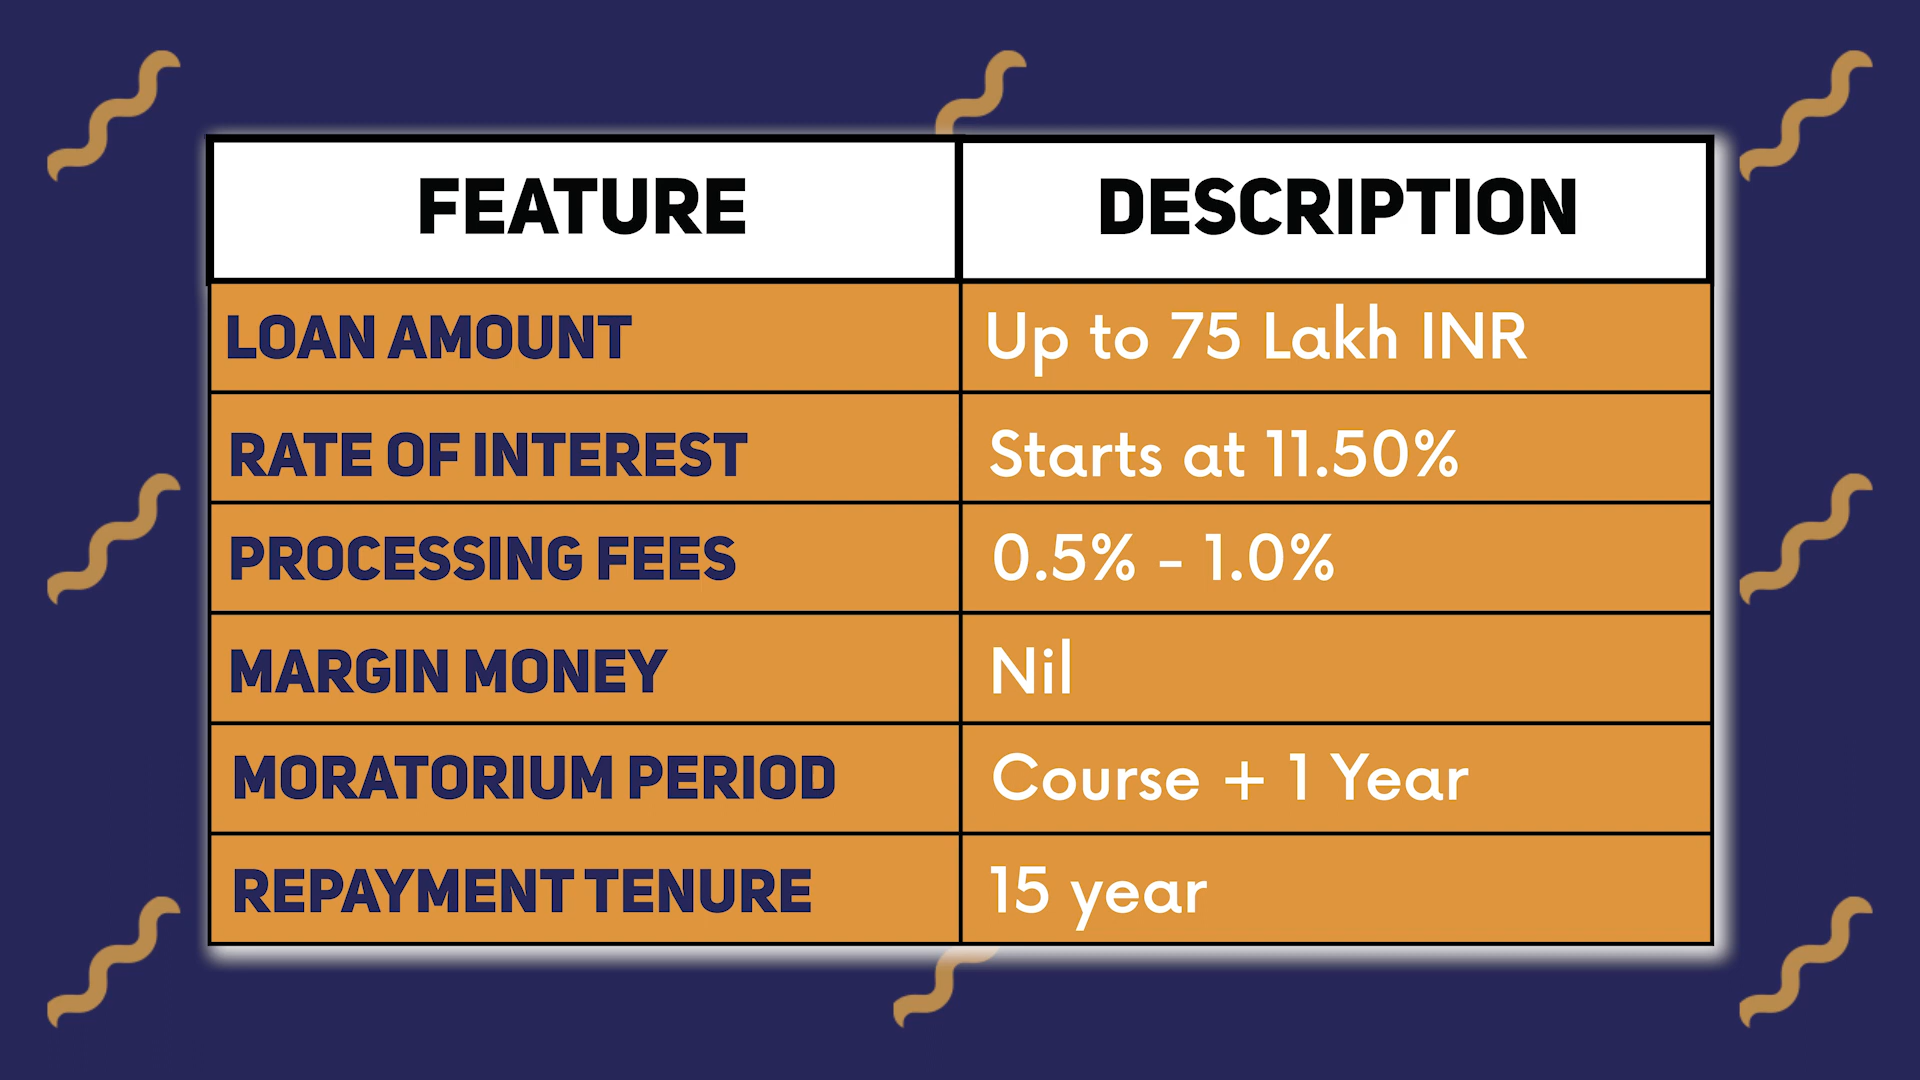 FEATURE DESCRIPTION
LOAN AMOUNT Up to 75 Lakh INR
RATE OF INTEREST Starts at 11.50%
PROCESSING FEES 0.5% - 1.0%
MARGIN MONEY Nil
MORATORIUM PERIOD Course + 1 Year
REPAYMENT TENURE 15 year